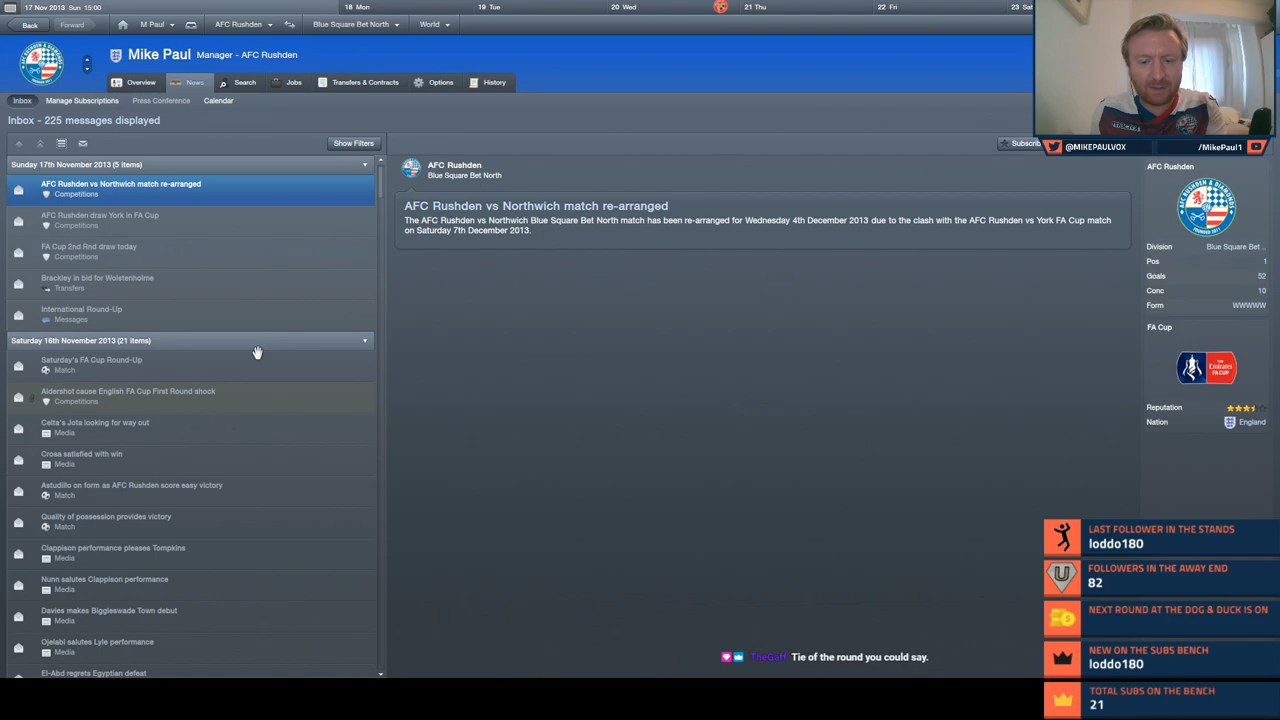 17 Nov 2013 Sun 15:00
18 Mon
19 Tue
20 Wed
21 Thu
22 Fri
23 Sat
Back
Forward
M Paul
AFC Rushden
Blue Square Bet North
World
Mike Paul
Manager - AFC Rushden
Overview
News
Search
Jobs
Transfers & Contracts
Options
History
Inbox
Manage Subscriptions
Press Conference
Calendar
Inbox - 225 messages displayed
Show Filters
Sunday 17th November 2013 (5 items)
AFC Rushden vs Northwich match re-arranged
Competitions
AFC Rushden draw York in FA Cup
Competitions
FA Cup 2nd Rnd draw today
Competitions
Brackley in bid for Wolstenholme
Transfers
International Round-Up
Messages
Saturday 16th November 2013 (21 items)
Saturday's FA Cup Round-Up
Match
Aldershot cause English FA Cup First Round shock
Competitions
Celta's Jota looking for way out
Media
Crosa satisfied with win
Media
Astudillo on form as AFC Rushden score easy victory
Match
Quality of possession provides victory
Match
Clappison performance pleases Tompkins
Media
Nunn salutes Clappison performance
Media
Davies makes Biggleswade Town debut
Media
Ojelabi salutes Lyle performance
Media
El-Abd regrets Egyptian defeat
AFC Rushden
Blue Square Bet North
AFC Rushden vs Northwich match re-arranged
The AFC Rushden vs Northwich Blue Square Bet North match has been re-arranged for Wednesday 4th December 2013 due to the clash with the AFC Rushden vs York FA Cup match
on Saturday 7th December 2013.
@MIKEPAULVOX
/MikePaul1
AFC Rushden
Division Blue Square Bet ..
Pos 1
Goals 52
Conc 10
Form WWWWW
FA Cup
Reputation
Nation England
LAST FOLLOWER IN THE STANDS
loddo180
FOLLOWERS IN THE AWAY END
82
NEXT ROUND AT THE DOG & DUCK IS ON
NEW ON THE SUBS BENCH
loddo180
TOTAL SUBS ON THE BENCH
21
TheGaff Tie of the round you could say.